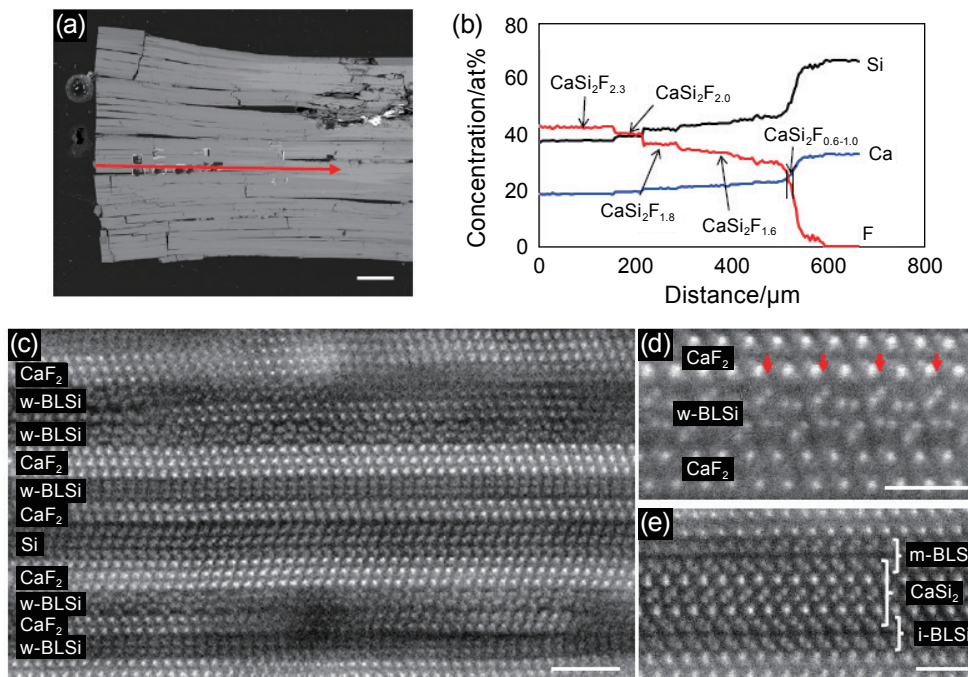 (a)
(b)
Concentration/at%
80
60
40
20
0
0
200
400
600
800
Distance/μm
CaSi2F2.3
CaSi2F2.0
CaSi2F1.8
CaSi2F1.6
CaSi2F0.6-1.0
Si
Ca
F
(c)
CaF2
w-BLSi
w-BLSi
CaF2
w-BLSi
CaF2
Si
CaF2
w-BLSi
CaF2
w-BLSi
(d)
CaF2
w-BLSi
CaF2
(e)
m-BLS
CaSi2
i-BLSi